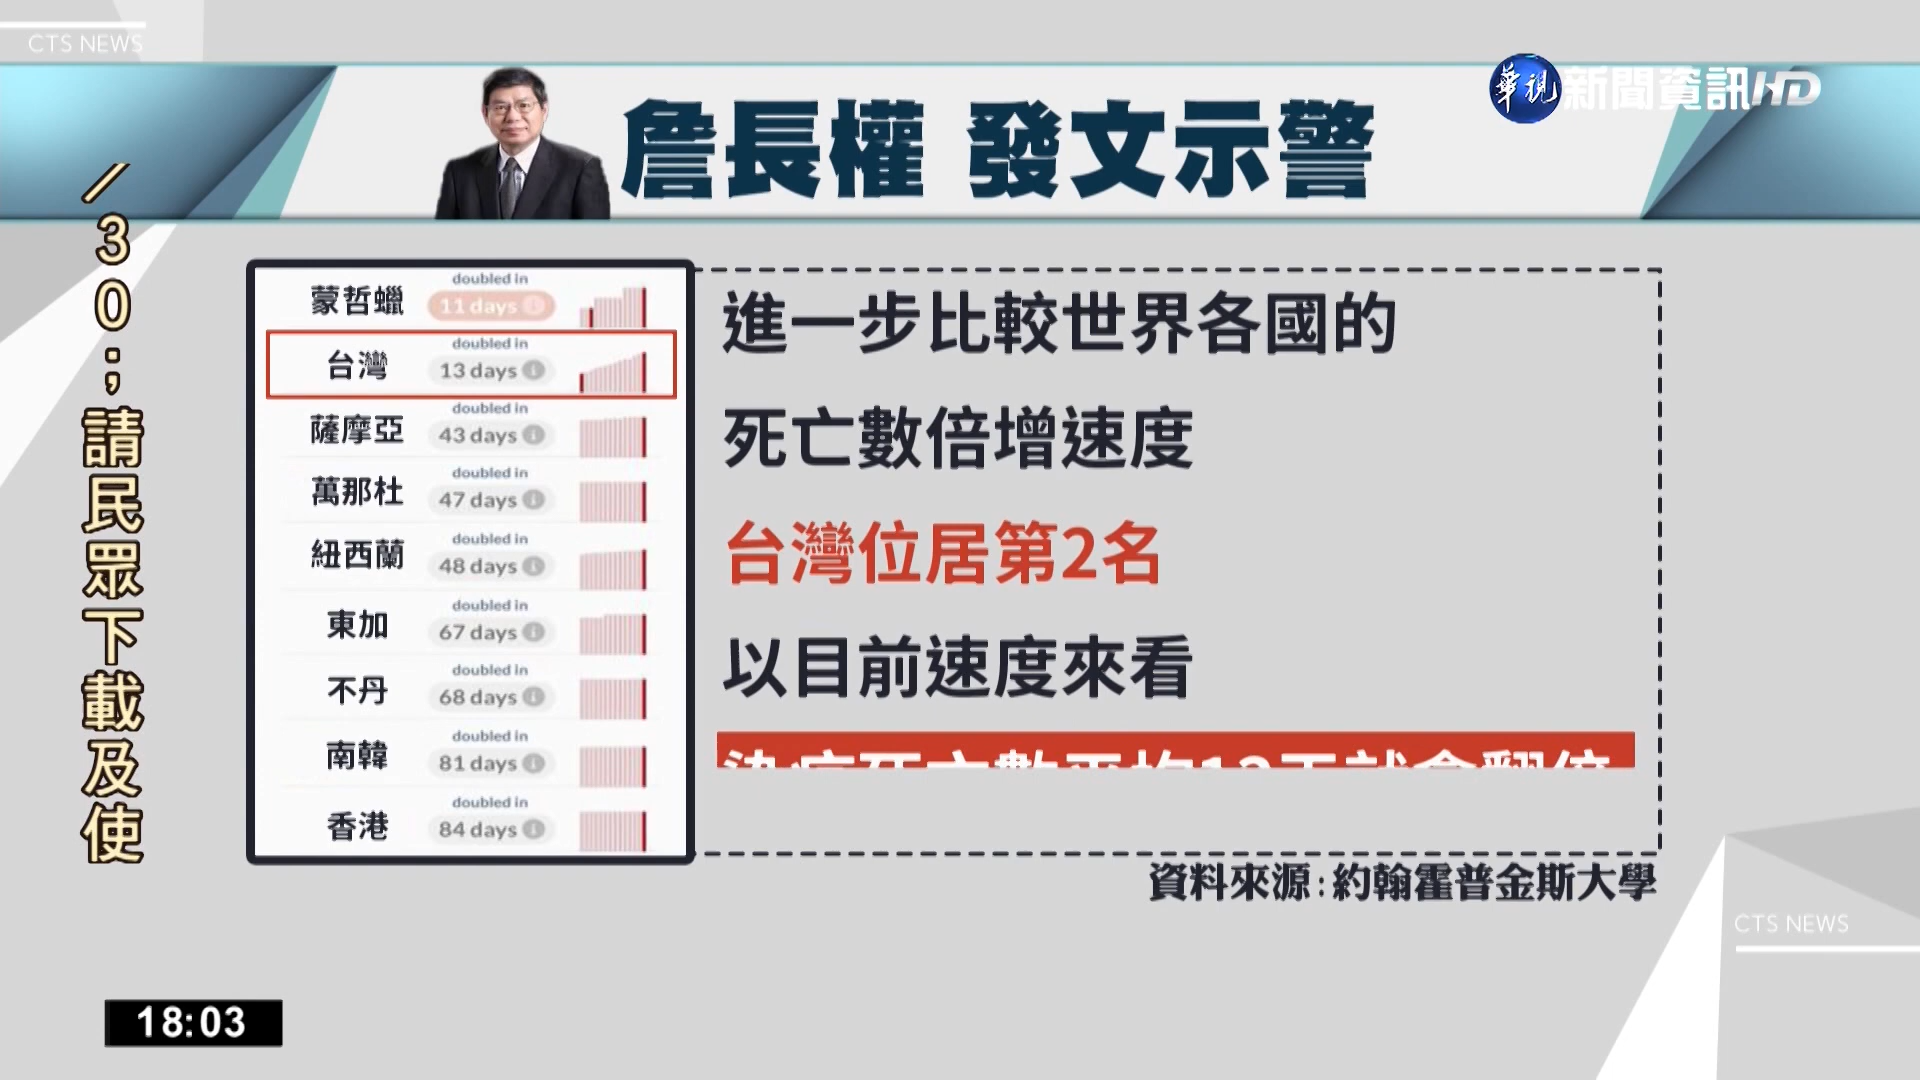 CTS NEWS
華視新聞資訊HD
詹長權 發文示警
/30;請民眾下載及使
蒙哲蠟 doubled in 11 days
台灣 doubled in 13 days
薩摩亞 doubled in 43 days
萬那杜 doubled in 47 days
紐西蘭 doubled in 48 days
東加 doubled in 67 days
不丹 doubled in 68 days
南韓 doubled in 81 days
香港 doubled in 84 days
進一步比較世界各國的
死亡數倍增速度
台灣位居第2名
以目前速度來看
資料來源:約翰霍普金斯大學
CTS NEWS
18:03